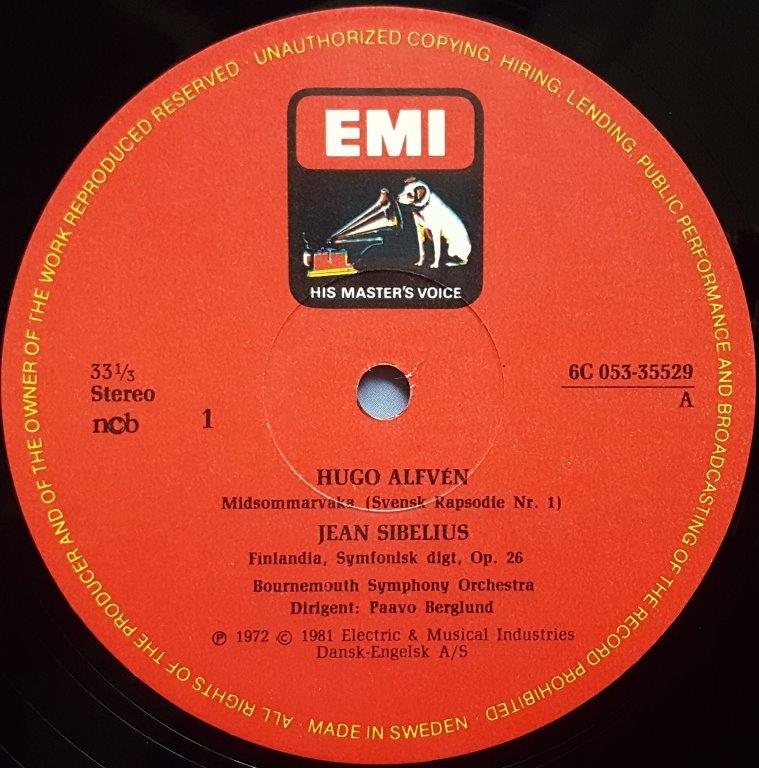 ALL RIGHTS OF THE PRODUCER AND OF THE OWNER OF THE WORK REPRODUCED RESERVED · UNAUTHORIZED COPYING, HIRING, LENDING, PUBLIC PERFORMANCE AND BROADCASTING OF THE RECORD PROHIBITED · MADE IN SWEDEN ·
EMI
HIS MASTER'S VOICE
33 1/3
Stereo
ncb
1
6C 053-35529
A
HUGO ALFVÉN
Midsommarvaka (Svensk Rapsodie Nr. 1)
JEAN SIBELIUS
Finlandia, Symfonisk digt, Op. 26
Bournemouth Symphony Orchestra
Dirigent: Paavo Berglund
℗ 1972 © 1981 Electric & Musical Industries
Dansk-Engelsk A/S